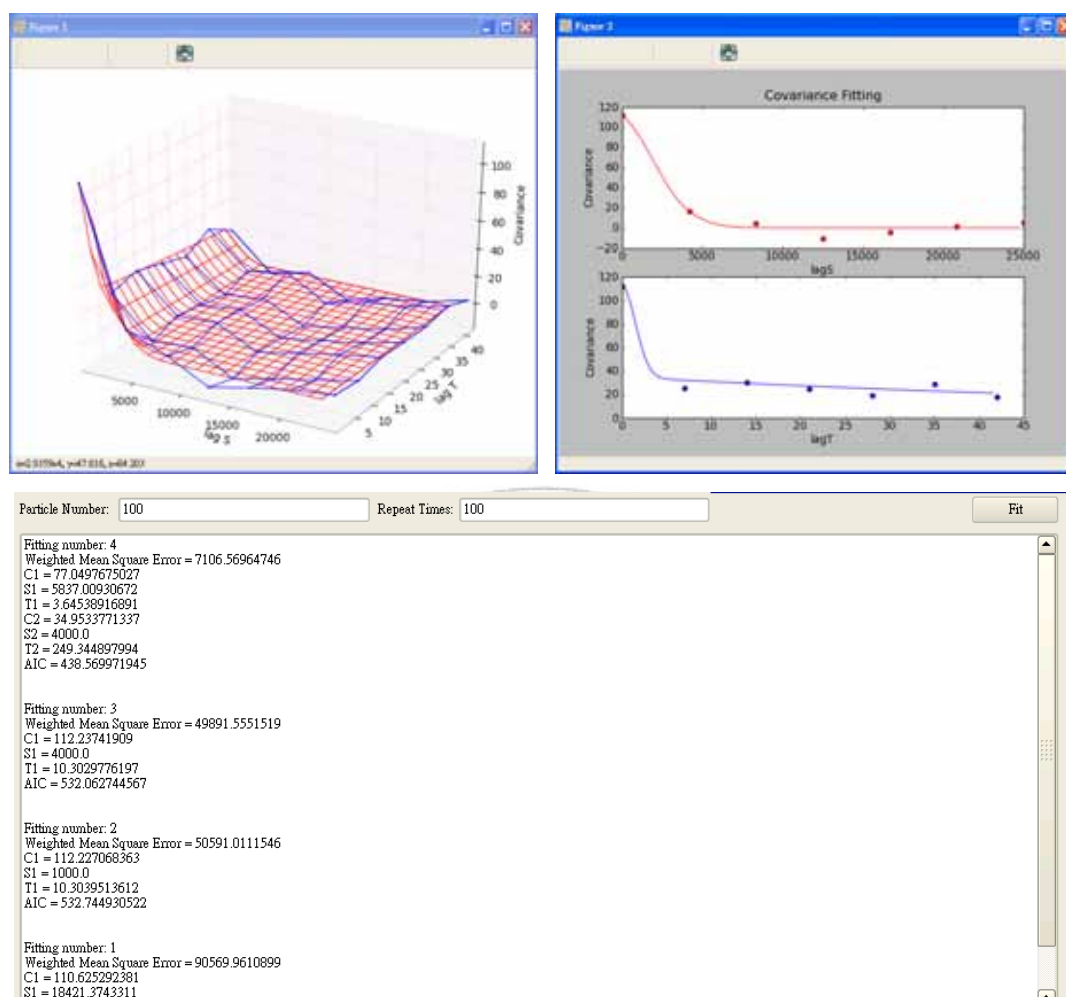 Figure 1
100
80
60
40
20
0
Covariance
5000
10000
15000
20000
lag S
5
10
15
20
25
30
35
40
lag T
Figure 2
Covariance Fitting
120
100
80
60
40
20
0
−20
Covariance
5000
10000
15000
20000
25000
lagS
120
100
80
60
40
20
0
Covariance
0
5
10
15
20
25
30
35
40
45
lagT
Particle Number: 100
Repeat Times: 100
Fit
Fitting number: 4
Weighted Mean Square Error = 7106.56964746
C1 = 77.0497675027
S1 = 5837.00930672
T1 = 3.64538916891
C2 = 34.9533771337
S2 = 4000.0
T2 = 249.344897994
AIC = 438.569971945
Fitting number: 3
Weighted Mean Square Error = 49891.5551519
C1 = 112.23741909
S1 = 4000.0
T1 = 10.3029776197
AIC = 532.062744567
Fitting number: 2
Weighted Mean Square Error = 50591.0111546
C1 = 112.227068363
S1 = 1000.0
T1 = 10.3039513612
AIC = 532.744930522
Fitting number: 1
Weighted Mean Square Error = 90569.9610899
C1 = 110.625292381
S1 = 18421.3743311